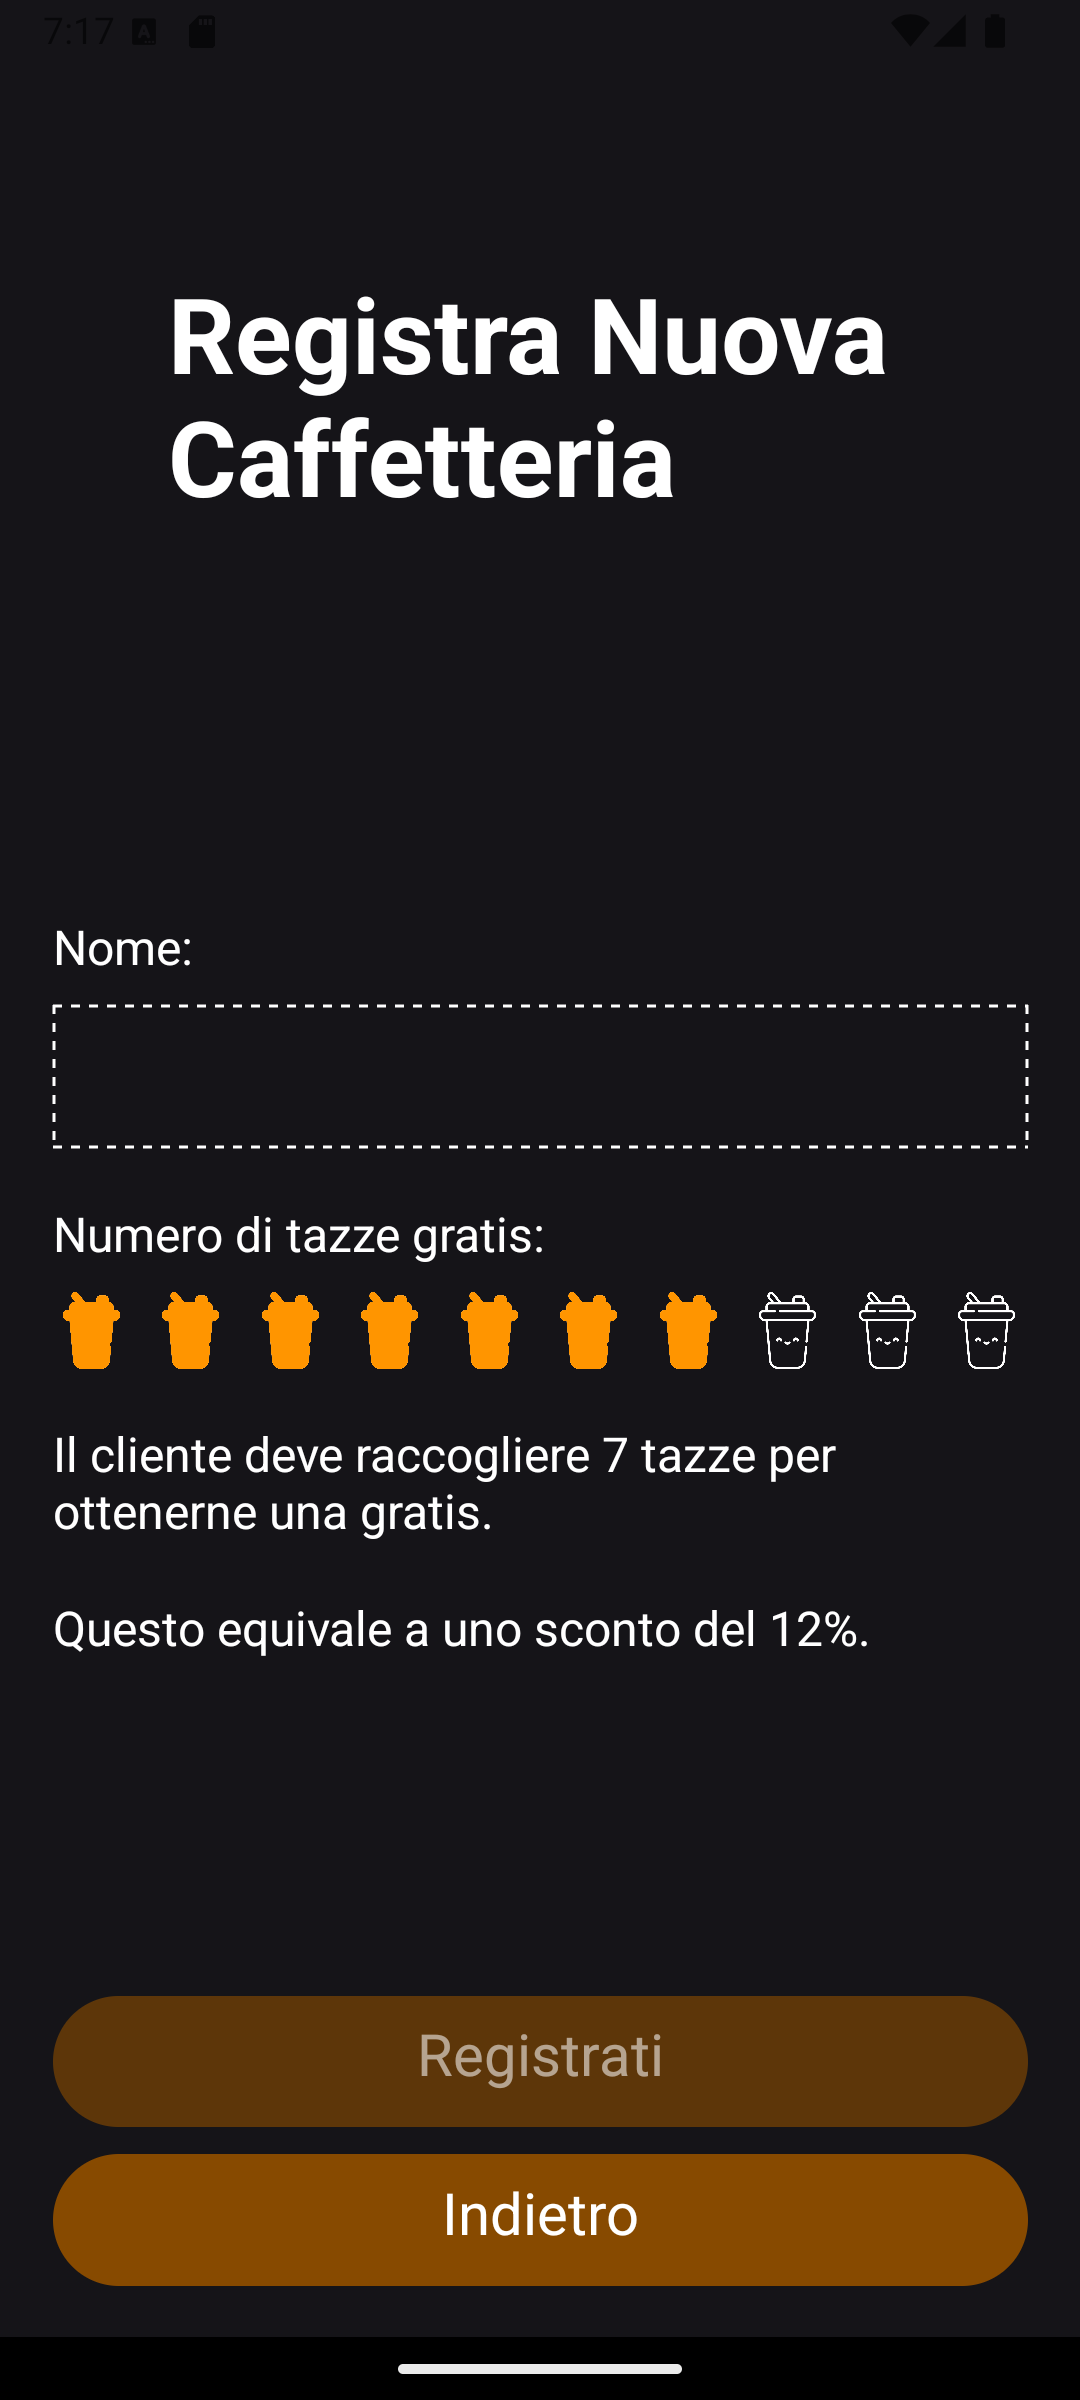 7:17
Registra Nuova
Caffetteria
Nome:
Numero di tazze gratis:
Il cliente deve raccogliere 7 tazze per
ottenerne una gratis.
Questo equivale a uno sconto del 12%.
Registrati
Indietro